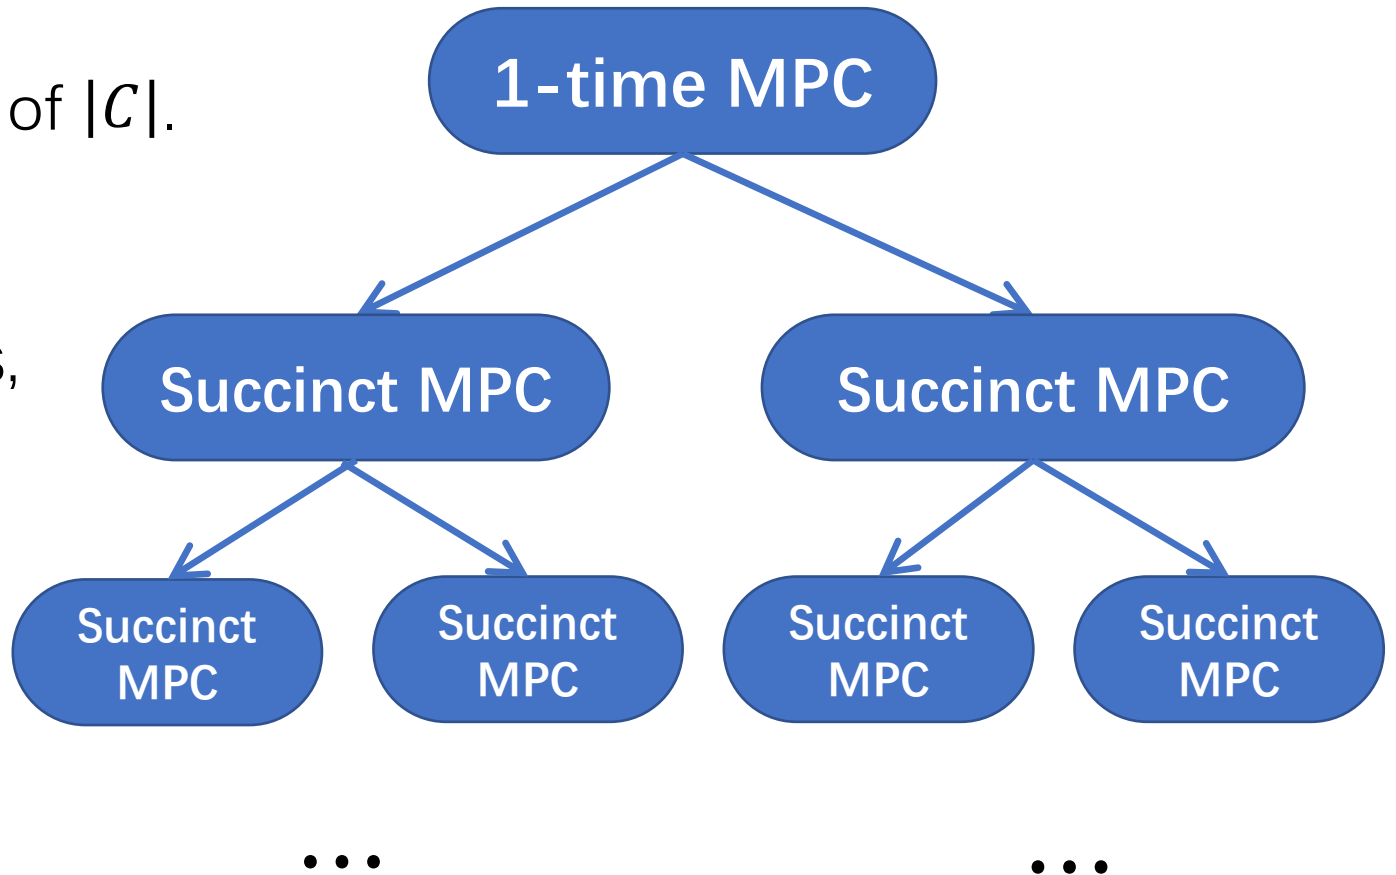 1-time MPC
of |C|.
s,
Succinct MPC
Succinct MPC
Succinct
MPC
Succinct
MPC
Succinct
MPC
Succinct
MPC
...
...